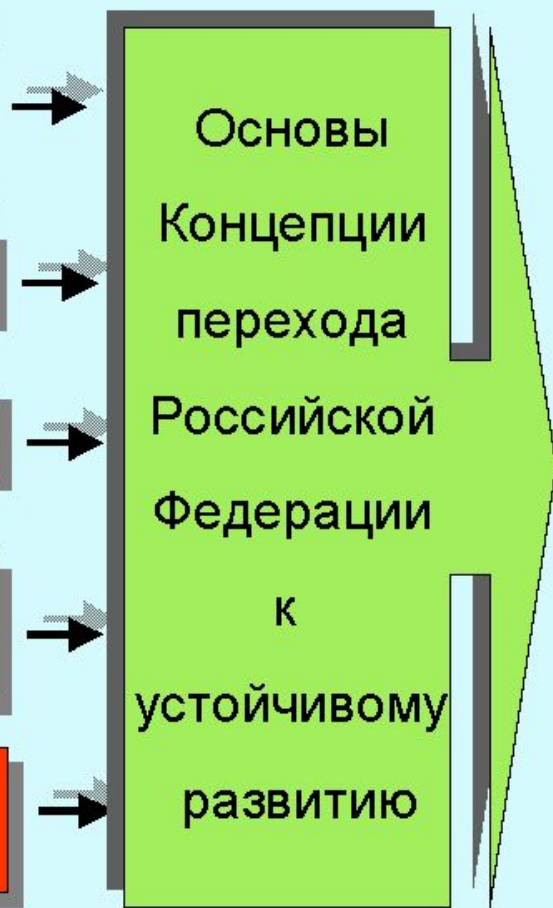 Основы
Концепции
перехода
Российской
Федерации
к
устойчивому
развитию